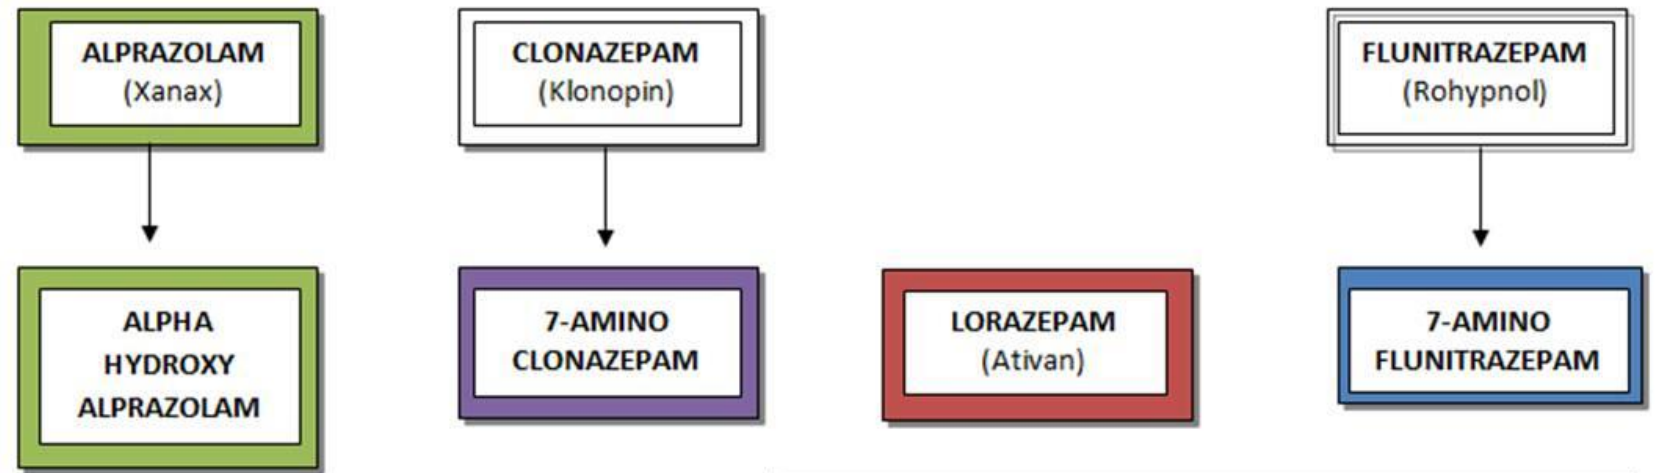 ALPRAZOLAM
(Xanax)
CLONAZEPAM
(Klonopin)
FLUNITRAZEPAM
(Rohypnol)
ALPHA
HYDROXY
ALPRAZOLAM
7-AMINO
CLONAZEPAM
LORAZEPAM
(Ativan)
7-AMINO
FLUNITRAZEPAM